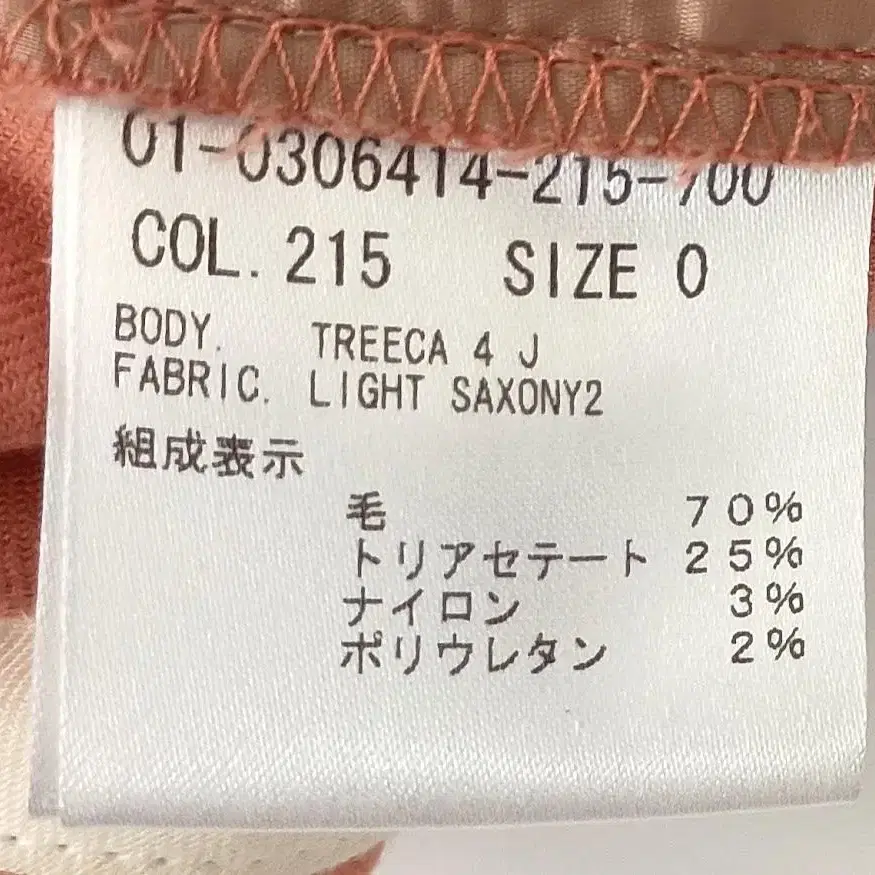 01-0306414-215-700
COL. 215 SIZE 0
BODY. TREECA 4 J
FABRIC. LIGHT SAXONY2
組成表示
毛 70%
トリアセテート 25%
ナイロン 3%
ポリウレタン 2%